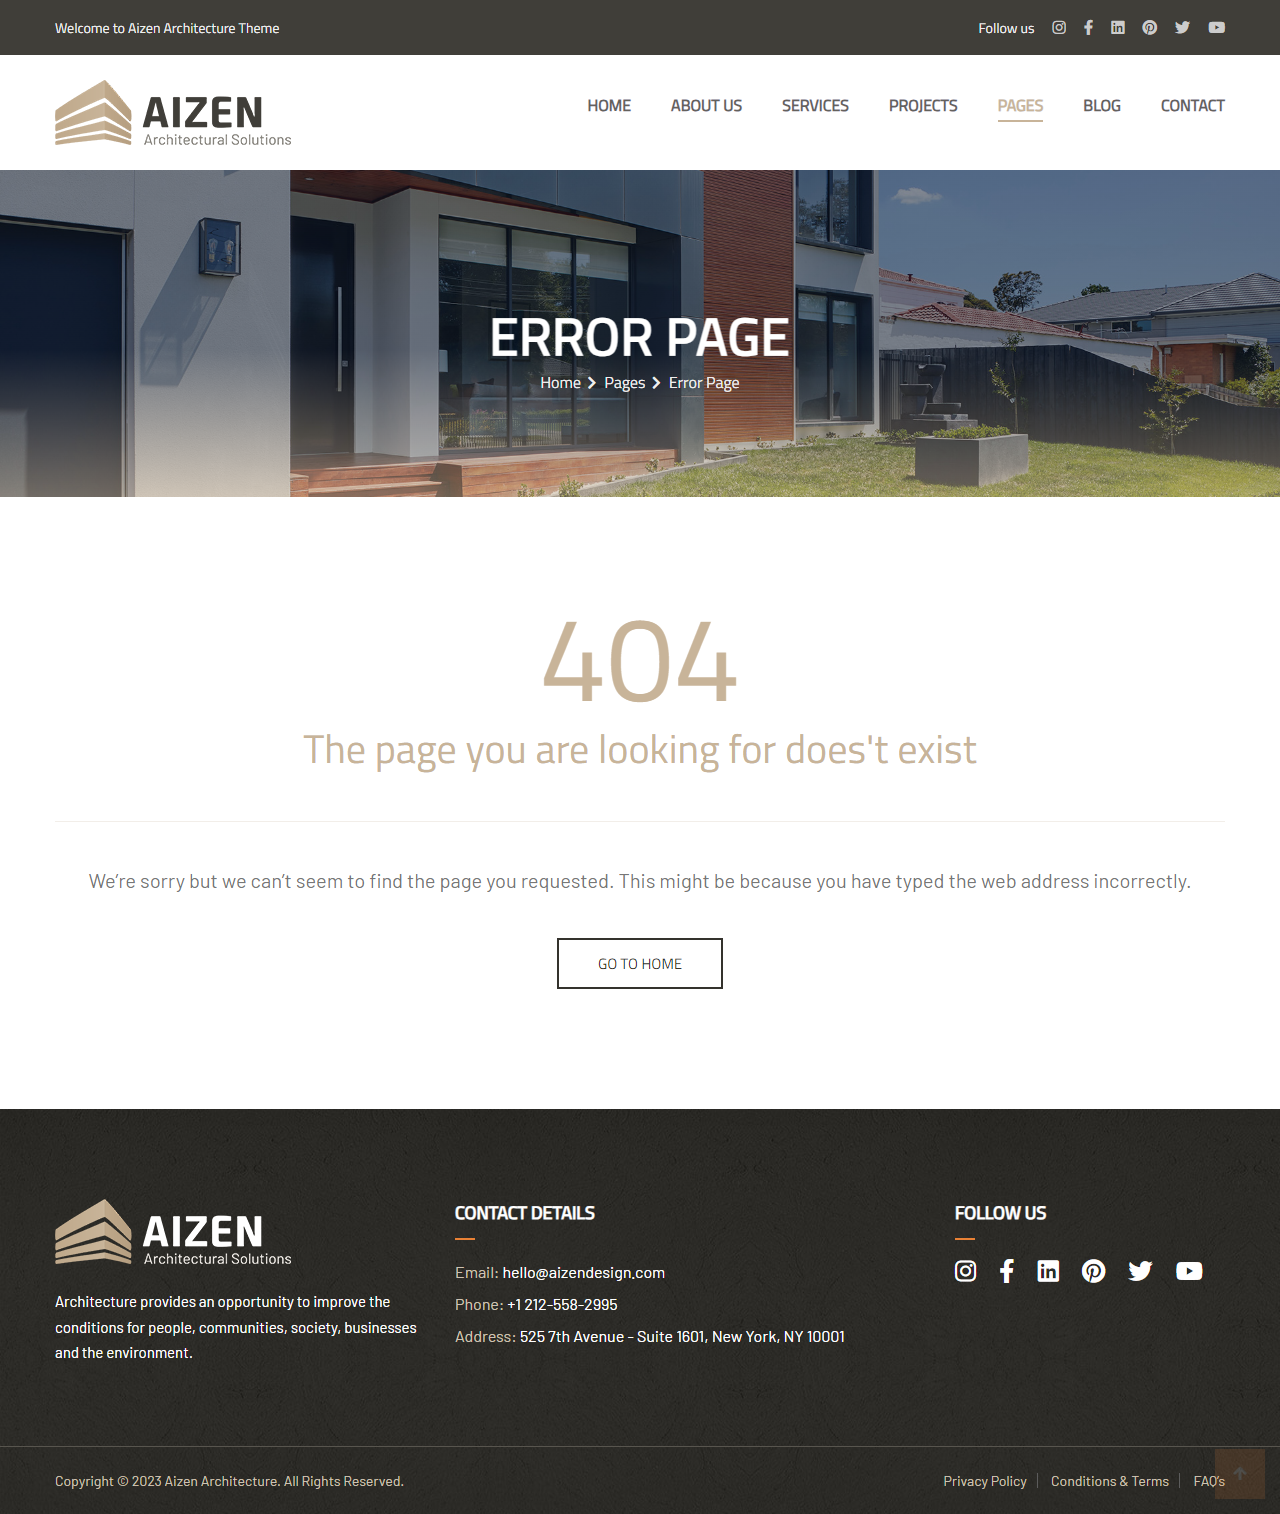 Welcome to Aizen Architecture Theme
Follow us
AIZEN
Architectural Solutions
HOME ABOUT US SERVICES PROJECTS PAGES BLOG CONTACT
ERROR PAGE
Home Pages Error Page
404
The page you are looking for does't exist
We’re sorry but we can’t seem to find the page you requested. This might be because you have typed the web address incorrectly.
GO TO HOME
AIZEN
Architectural Solutions
Architecture provides an opportunity to improve the
conditions for people, communities, society, businesses
and the environment.
CONTACT DETAILS
Email: hello@aizendesign.com
Phone: +1 212-558-2995
Address: 525 7th Avenue - Suite 1601, New York, NY 10001
FOLLOW US
Copyright © 2023 Aizen Architecture. All Rights Reserved.
Privacy Policy Conditions & Terms FAQ’s